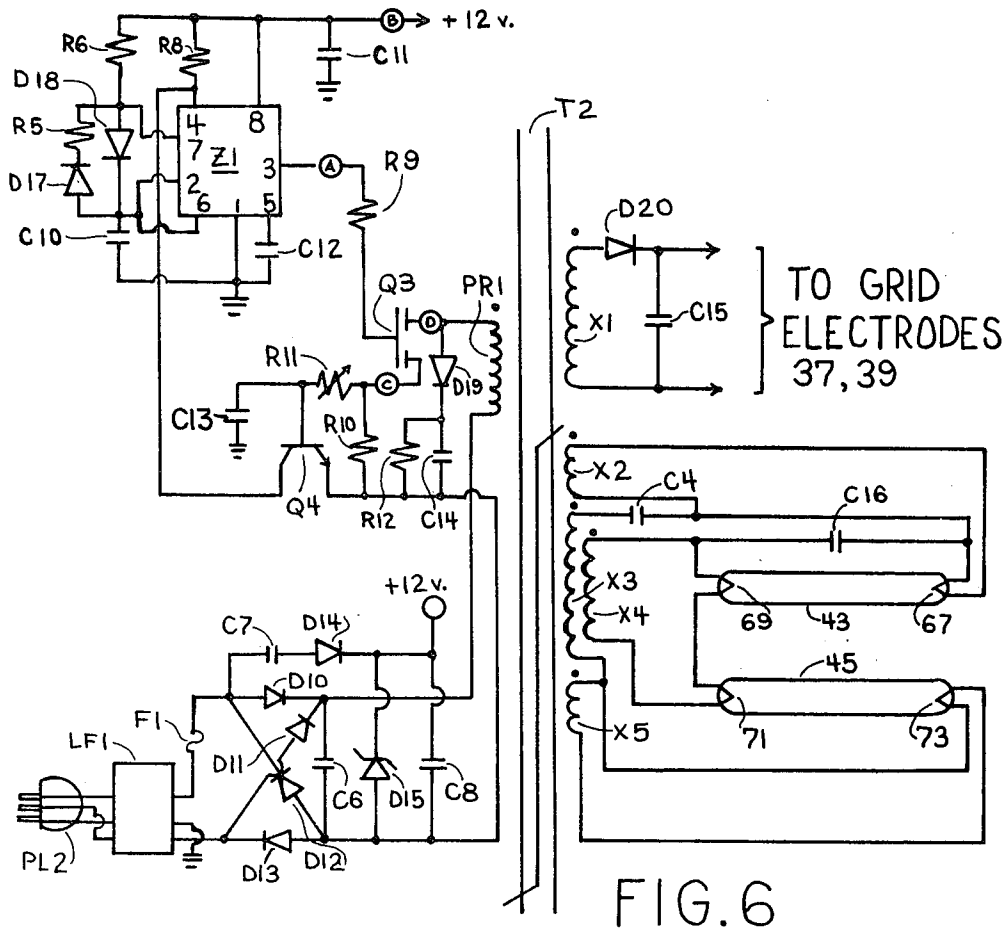 B
+12 v.
R6
R8
C11
D18
T2
4
8
R5
7
Z1
3
A
R9
D17
2
6
1
5
D20
C10
C12
Q3
D
PR1
X1
C15
TO GRID
ELECTRODES
37, 39
R11
C
D19
C13
R10
X2
C4
C16
Q4
R12
C14
X3
X4
69
43
67
+12 v.
C7
D14
D10
45
F1
D11
C6
D15
C8
X5
71
73
LF1
PL2
D13
D12
FIG. 6